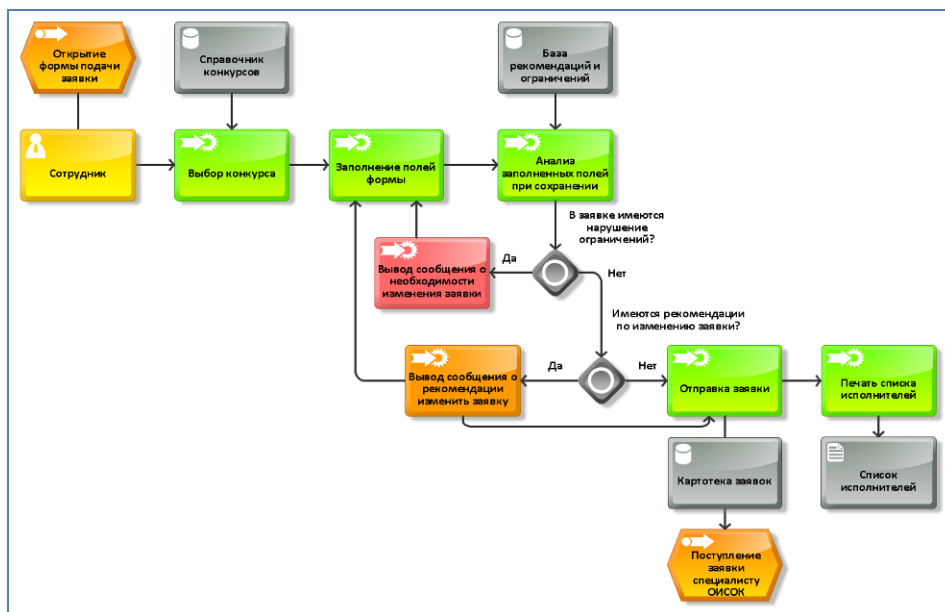 Открытие
формы подачи
заявки
Справочник
конкурсов
База
рекомендаций и
ограничений
Сотрудник
Выбор конкурса
Заполнение полей
формы
Анализ
заполненных полей
при сохранении
В заявке имеются
нарушение
ограничений?
Вывод сообщения о
необходимости
изменения заявки
Да
Нет
Имеются рекомендации
по изменению заявки?
Вывод сообщения о
рекомендации
изменить заявку
Да
Нет
Отправка заявки
Печать списка
исполнителей
Картотека заявок
Список
исполнителей
Поступление
заявки
специалисту
ОИСОК